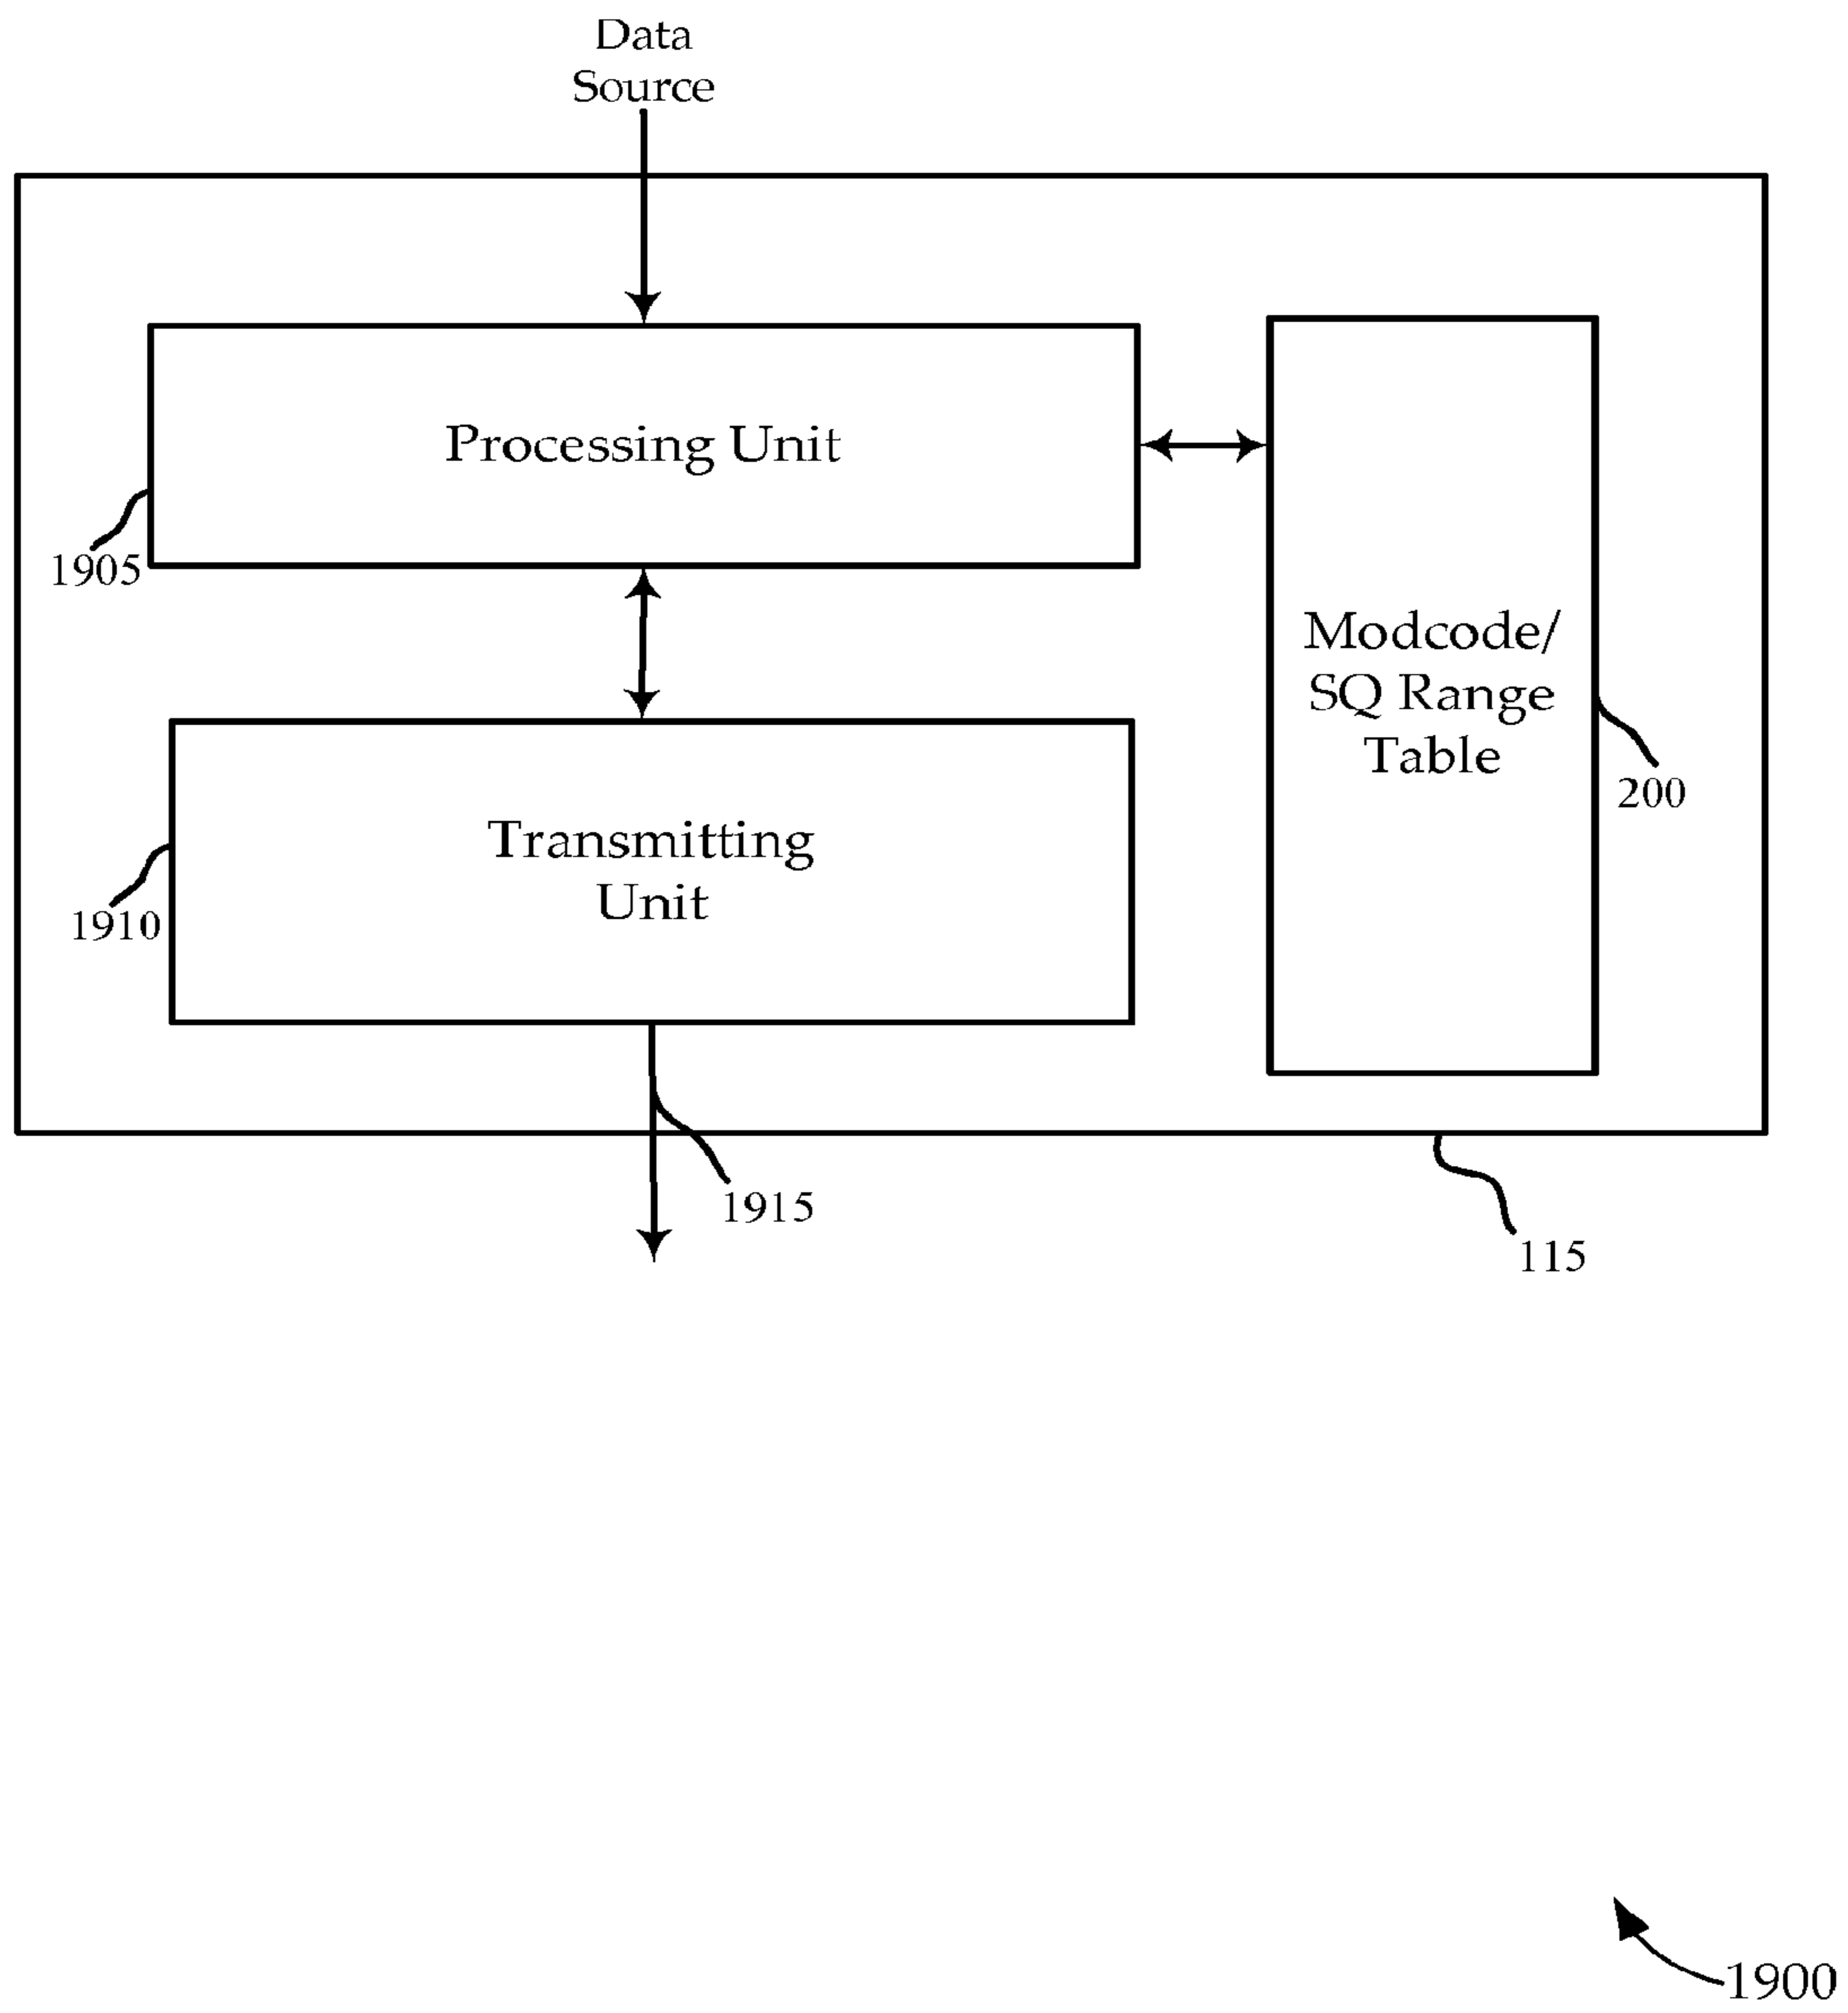 Data
Source
Processing Unit
1905
Modcode/
SQ Range
Table
200
Transmitting
Unit
1910
1915
115
1900